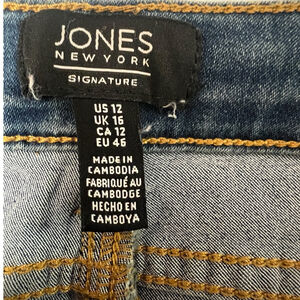 JONES
NEW YORK
SIGNATURE
US 12
UK 16
CA 12
EU 46
MADE IN
CAMBODIA
FABRIQUÉ AU
CAMBODGE
HECHO EN
CAMBOYA